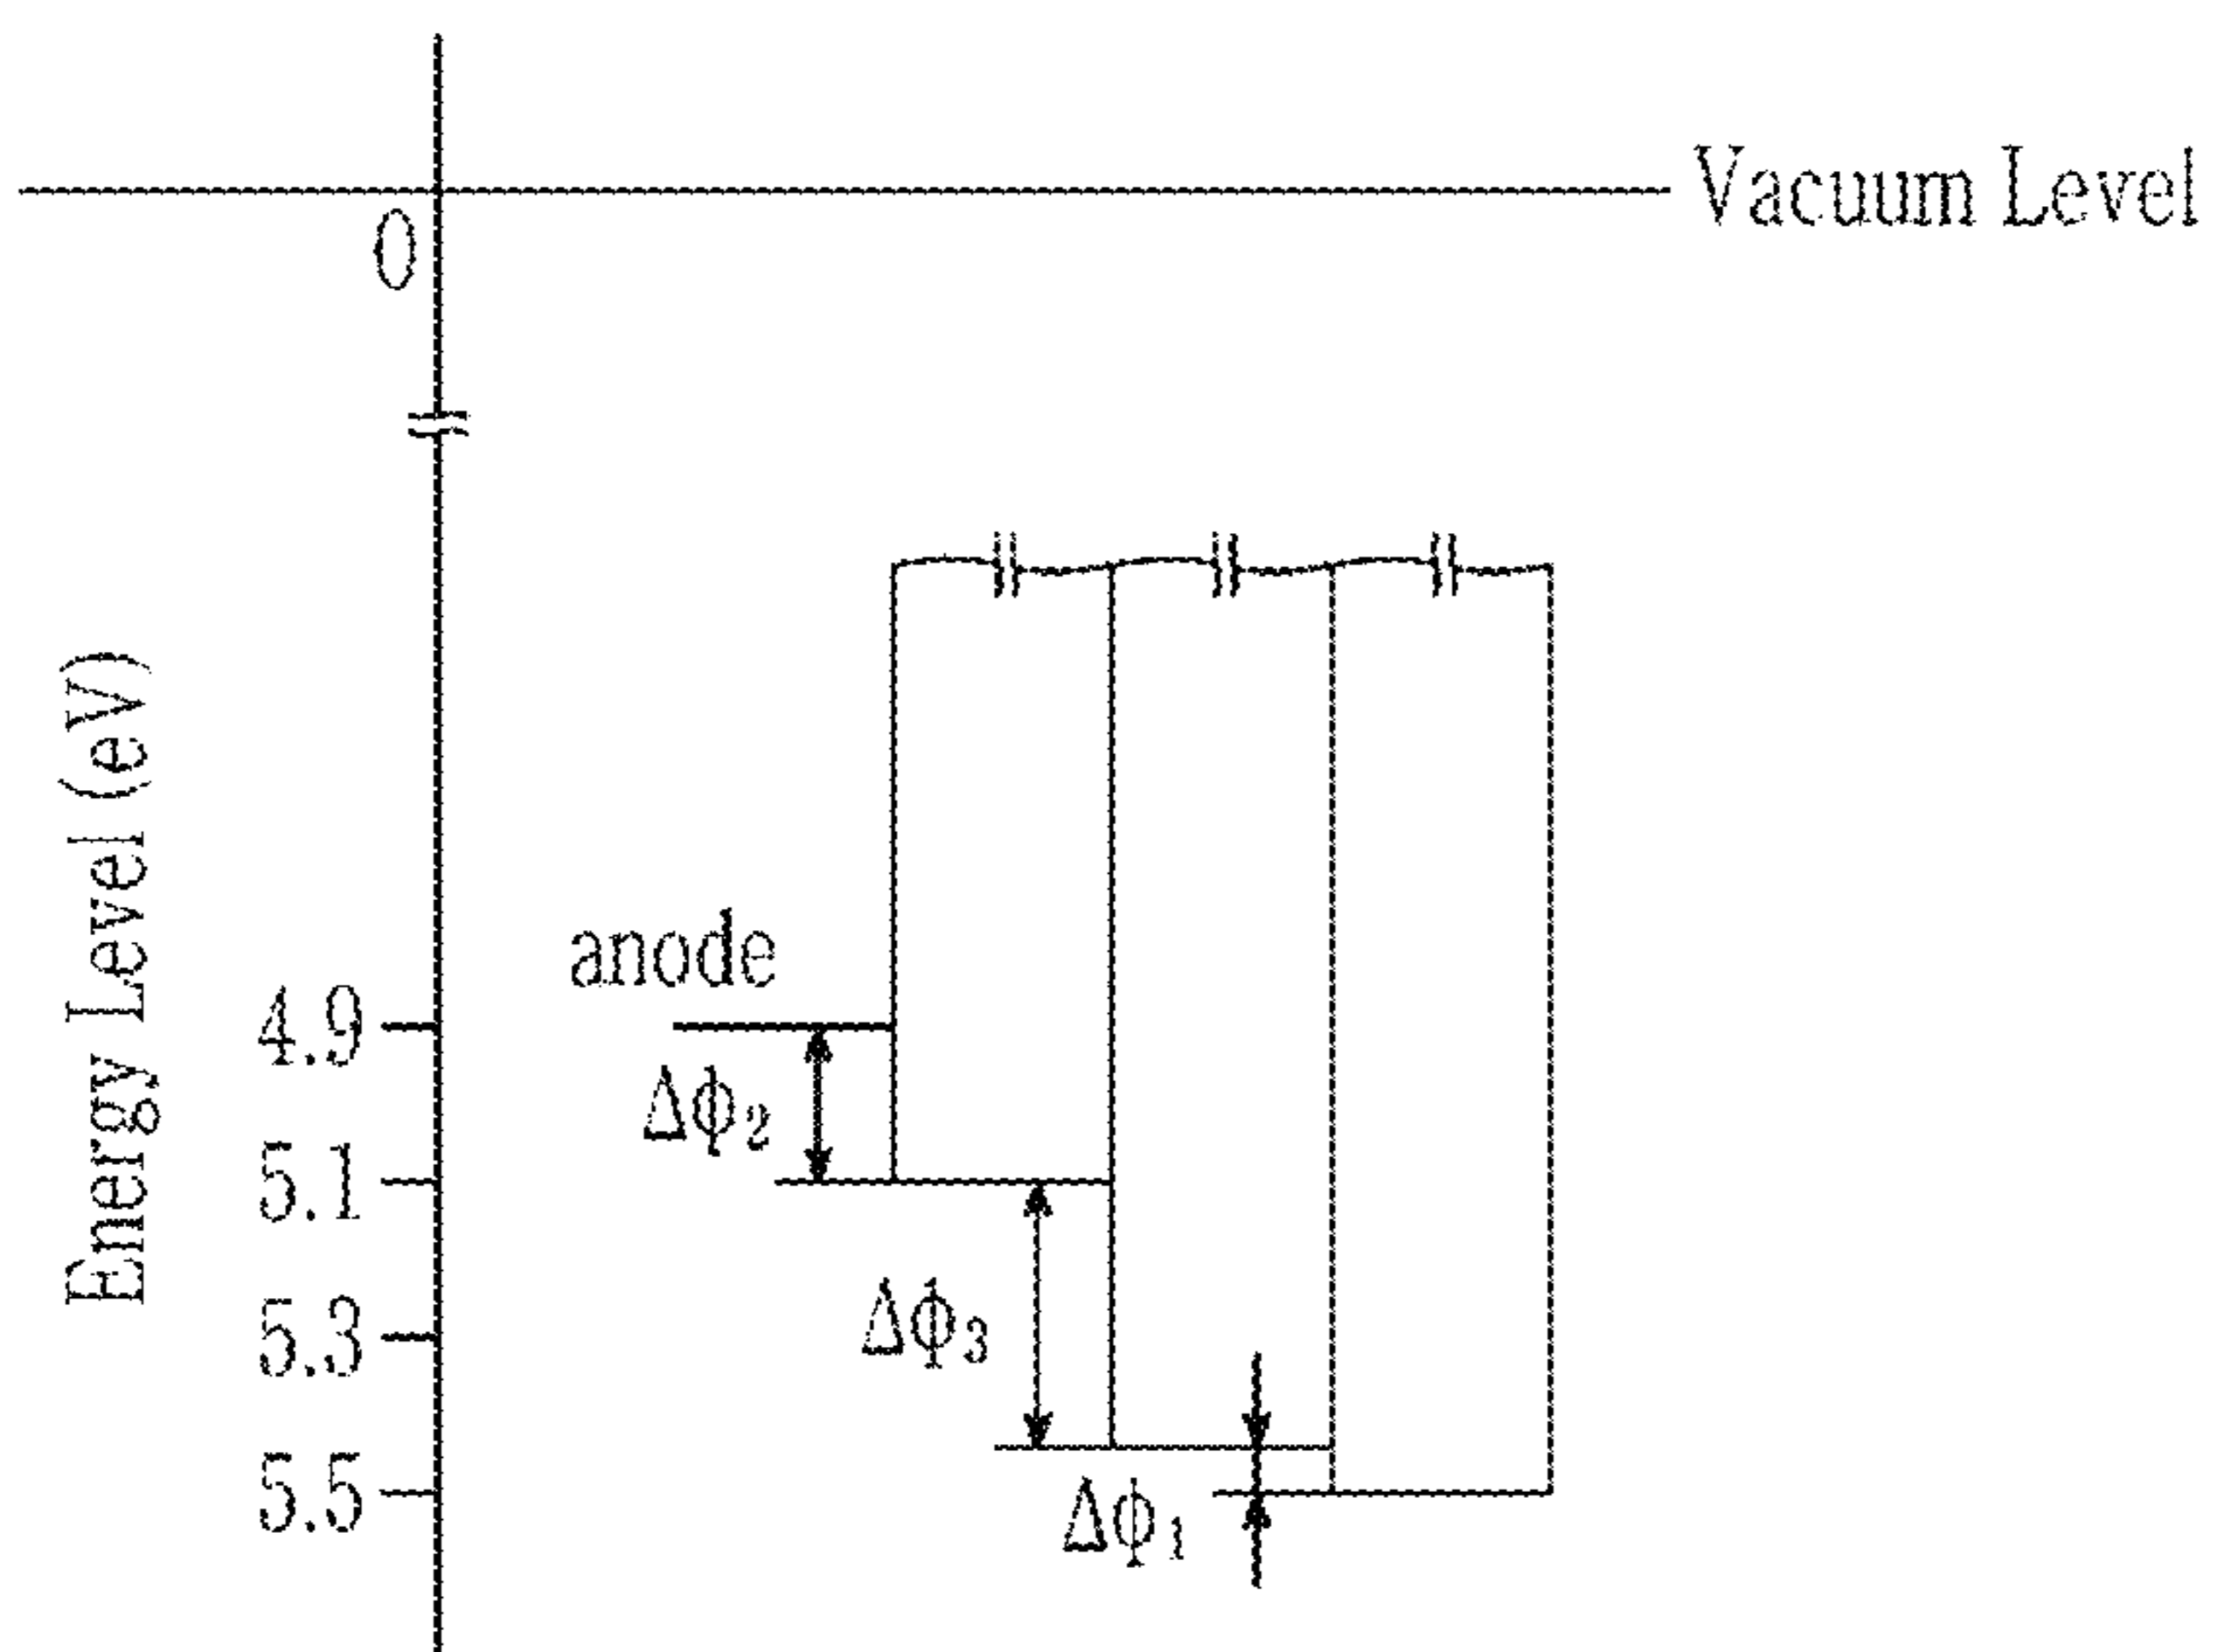 Vacuum Level
0
Energy Level (eV)
anode
4.9
Δϕ2
5.1
Δϕ3
5.3
5.5
Δϕ1